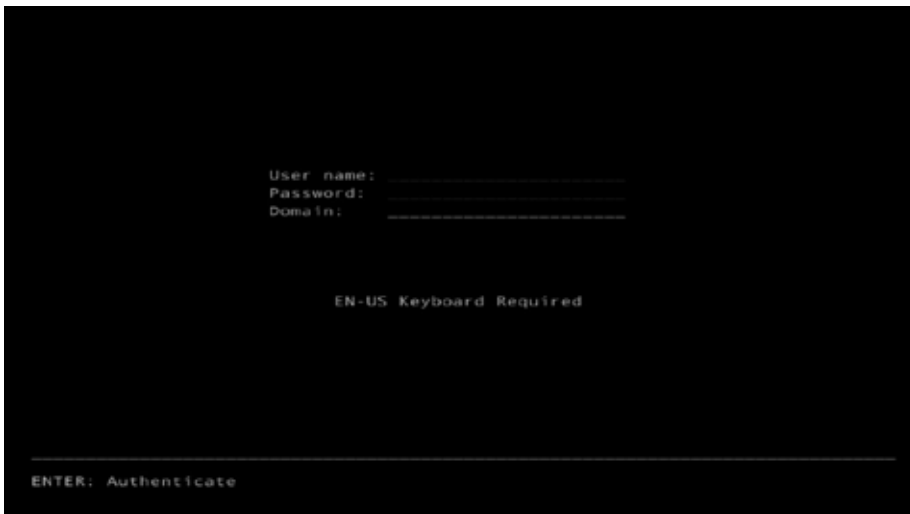 User name:
Password:
Domain:
EN-US Keyboard Required
ENTER: Authenticate